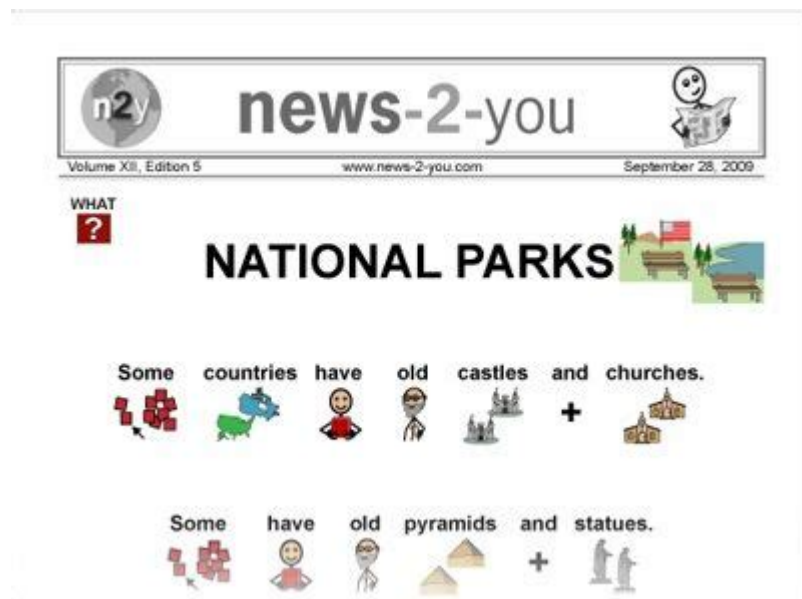 n2y news-2-you
Volume XII, Edition 5 www.news-2-you.com September 28, 2009
WHAT
?
NATIONAL PARKS
Some countries have old castles and churches.
+
Some have old pyramids and statues.
+